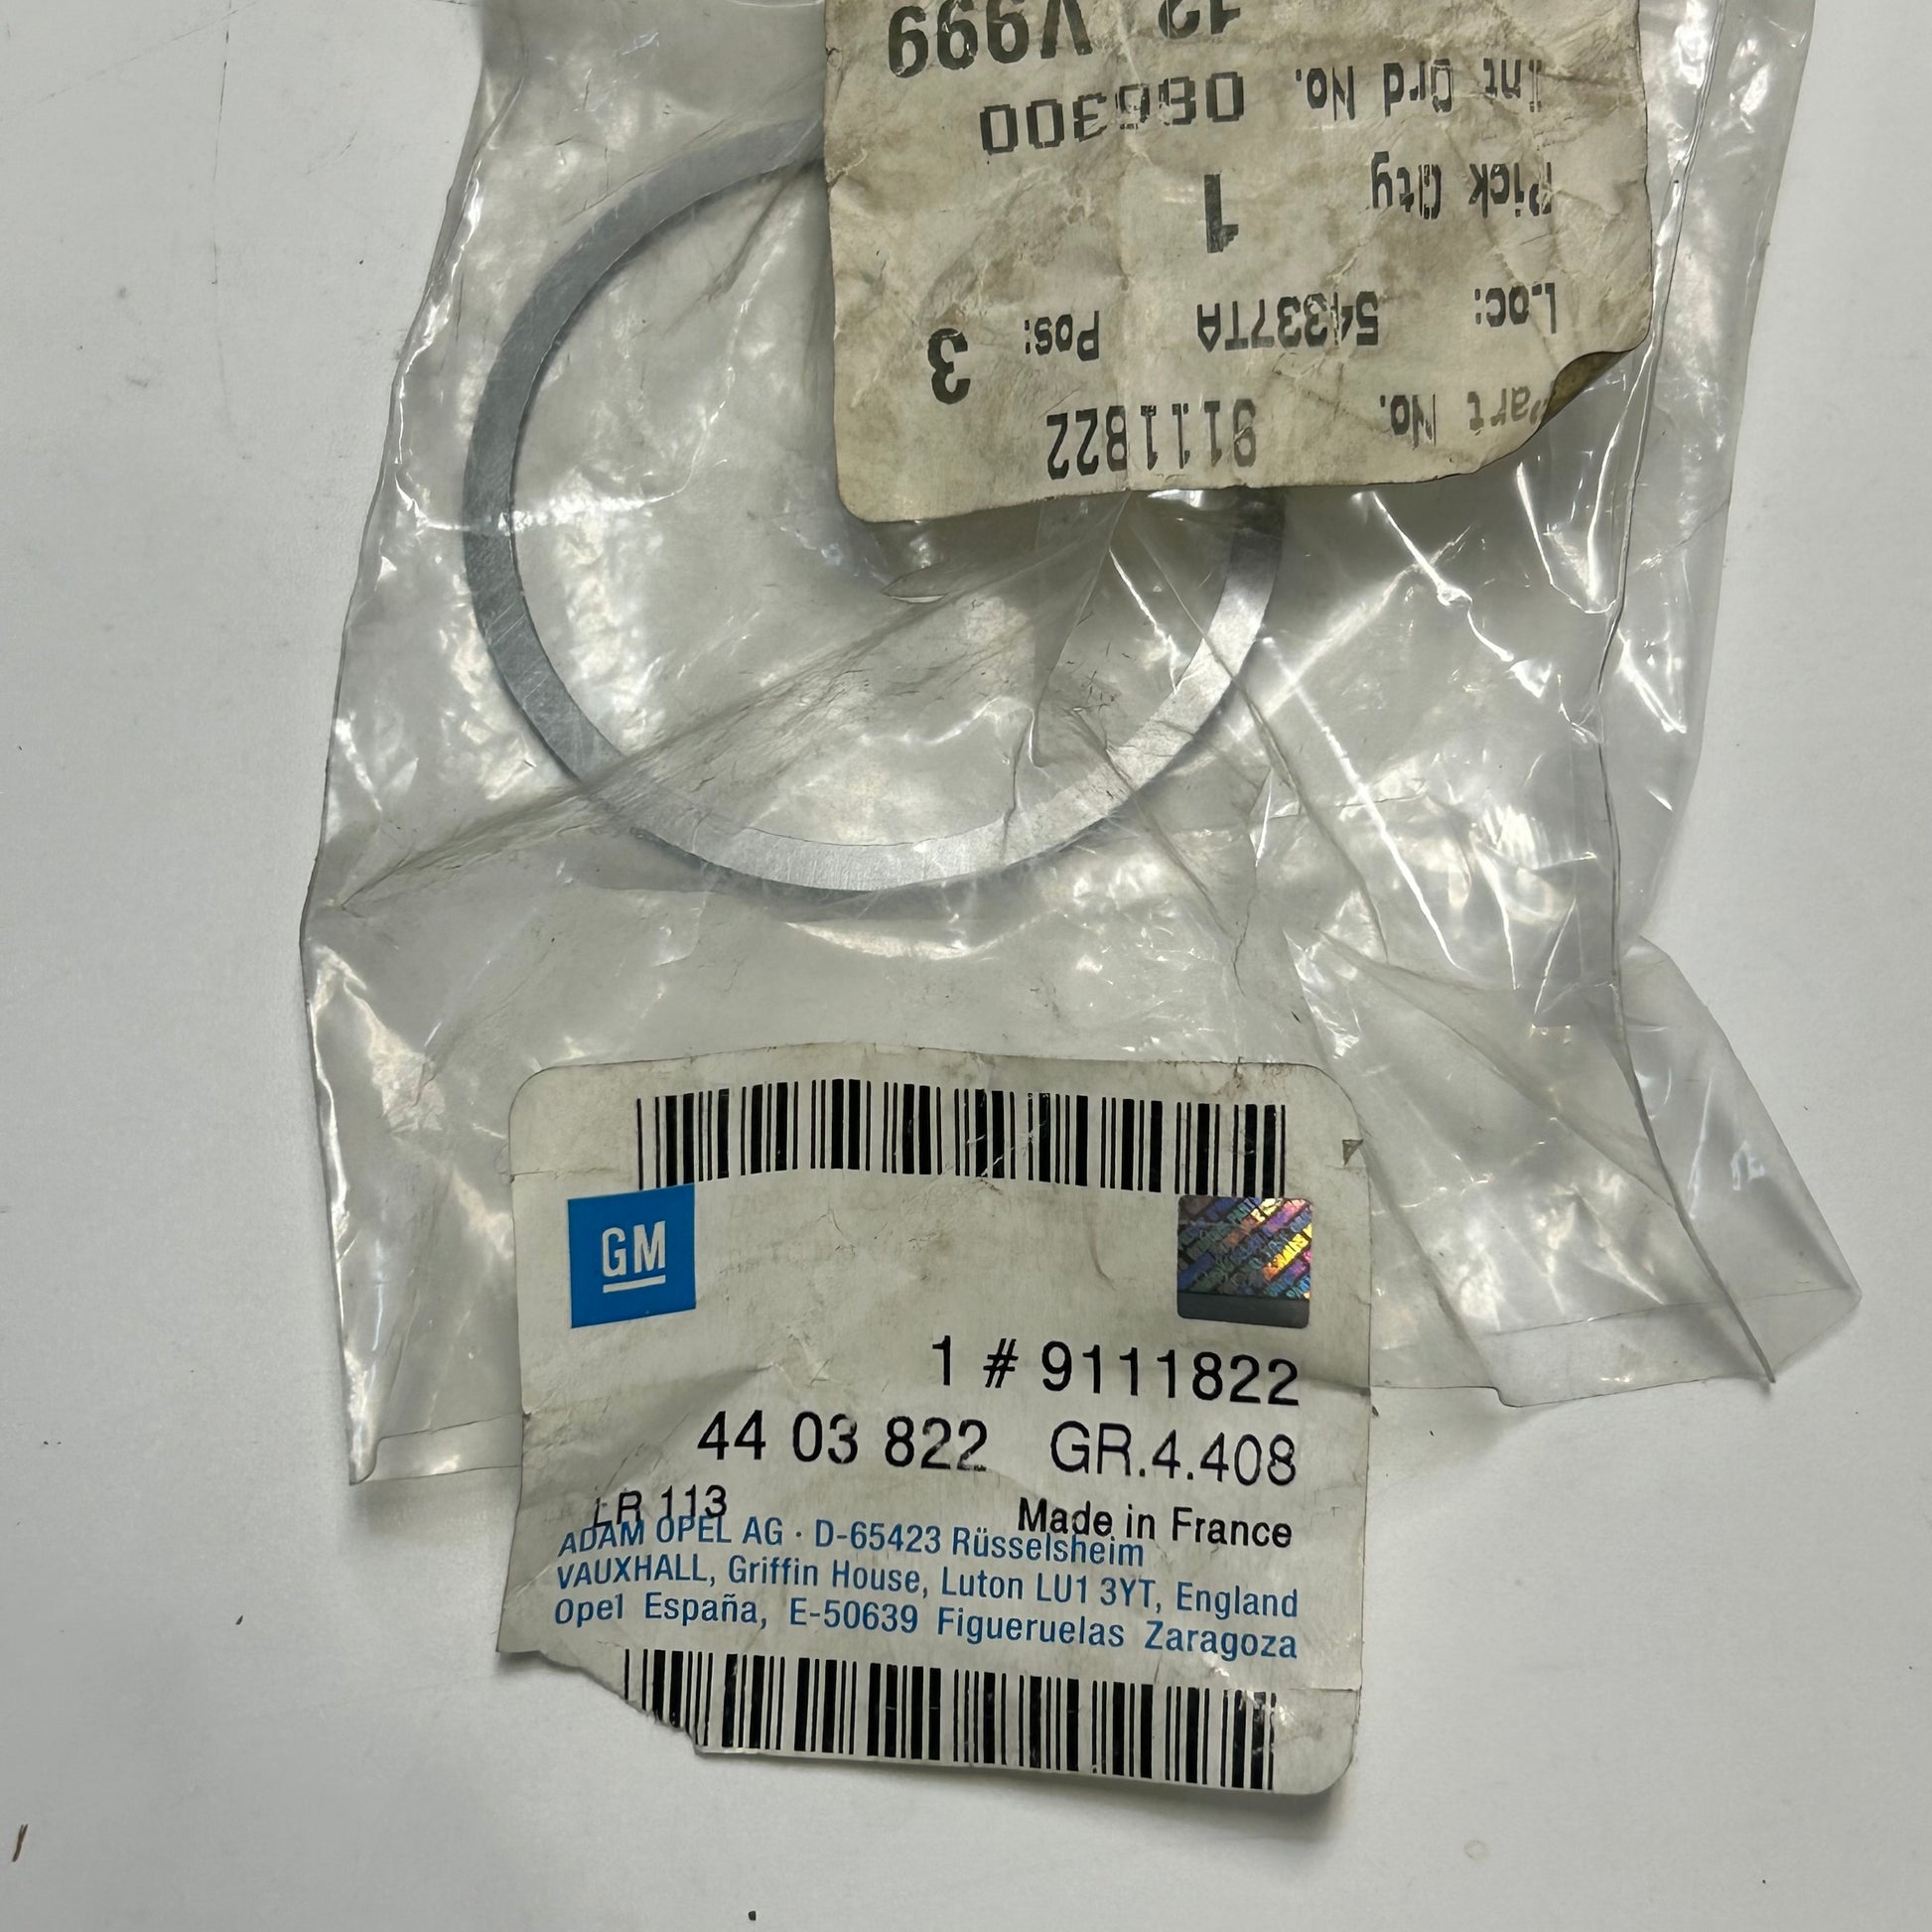 Part No. 9111822
Loc: 54337TA Pos: 3
Pick Qty 1
Int Ord No. 086300
12 V999
GM
1 # 9111822
44 03 822 GR.4.408
LR 113 Made in France
ADAM OPEL AG · D-65423 Rüsselsheim
VAUXHALL, Griffin House, Luton LU1 3YT, England
Opel España, E-50639 Figueruelas Zaragoza